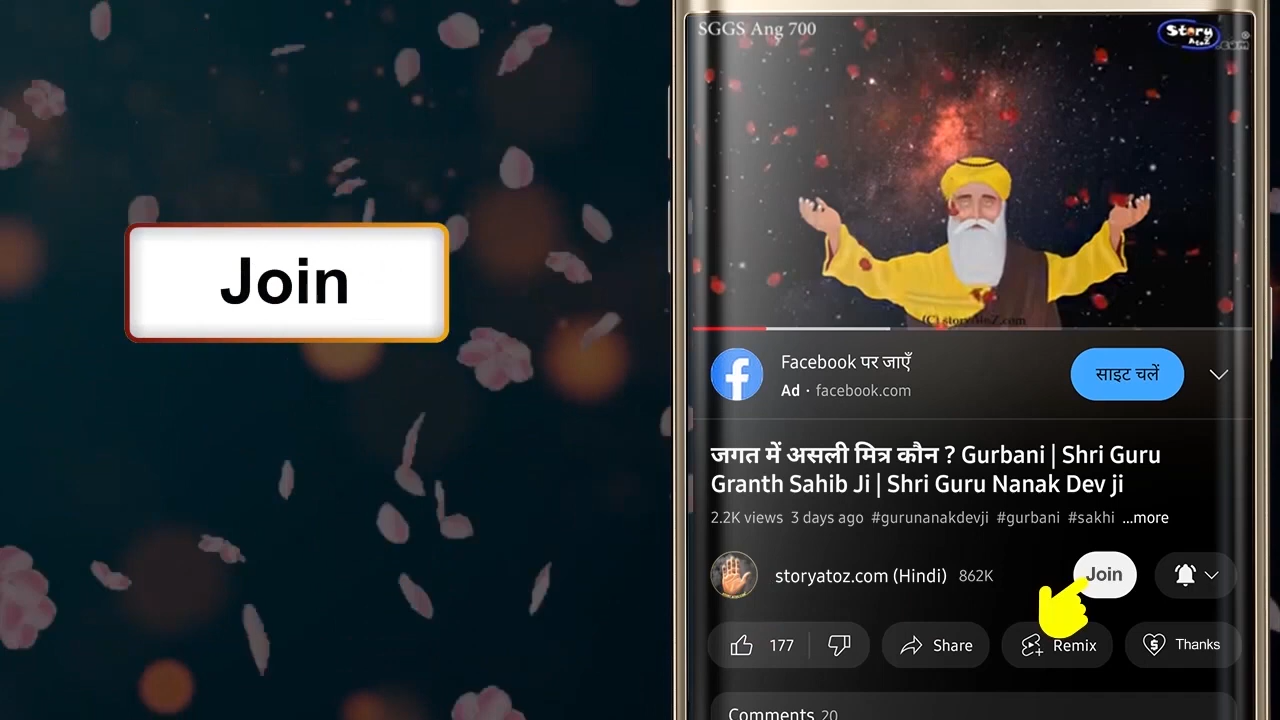 Join
SGGS Ang 700
Story
AtoZ
.com
(C) storyAtoZ.com
Facebook पर जाएँ
Ad · facebook.com
साइट चलें
जगत में असली मित्र कौन ? Gurbani | Shri Guru
Granth Sahib Ji | Shri Guru Nanak Dev ji
2.2K views 3 days ago #gurunanakdevji #gurbani #sakhi ...more
storyatoz.com (Hindi) 862K
Join
177
Share
Remix
Thanks
Comments 20